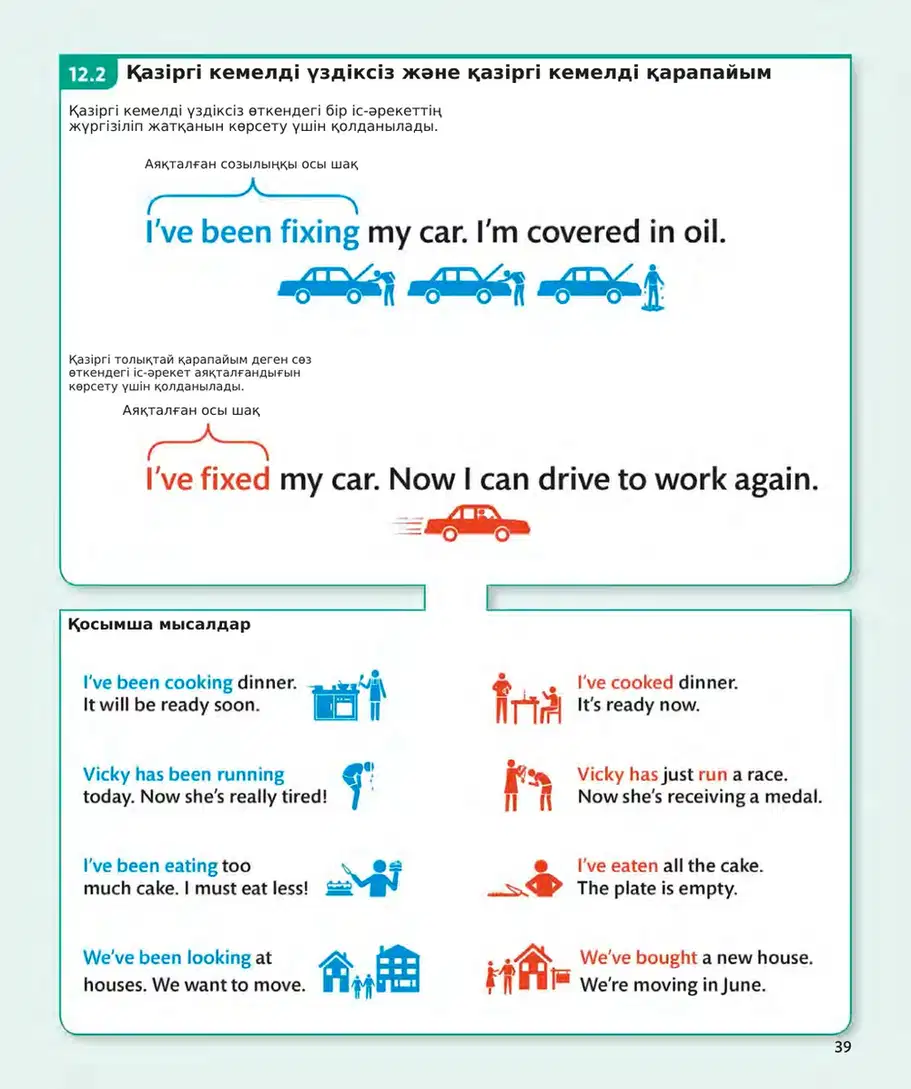 12.2 Қазіргі кемелді үздіксіз және қазіргі кемелді қарапайым
Қазіргі кемелді үздіксіз өткендегі бір іс-әрекеттің
жүргізіліп жатқанын көрсету үшін қолданылады.
Аяқталған созылыңқы осы шақ
I've been fixing my car. I'm covered in oil.
Қазіргі толықтай қарапайым деген сөз
өткендегі іс-әрекет аяқталғандығын
көрсету үшін қолданылады.
Аяқталған осы шақ
I've fixed my car. Now I can drive to work again.
Қосымша мысалдар
I've been cooking dinner.
It will be ready soon.
I've cooked dinner.
It's ready now.
Vicky has been running
today. Now she's really tired!
Vicky has just run a race.
Now she's receiving a medal.
I've been eating too
much cake. I must eat less!
I've eaten all the cake.
The plate is empty.
We've been looking at
houses. We want to move.
We've bought a new house.
We're moving in June.
39